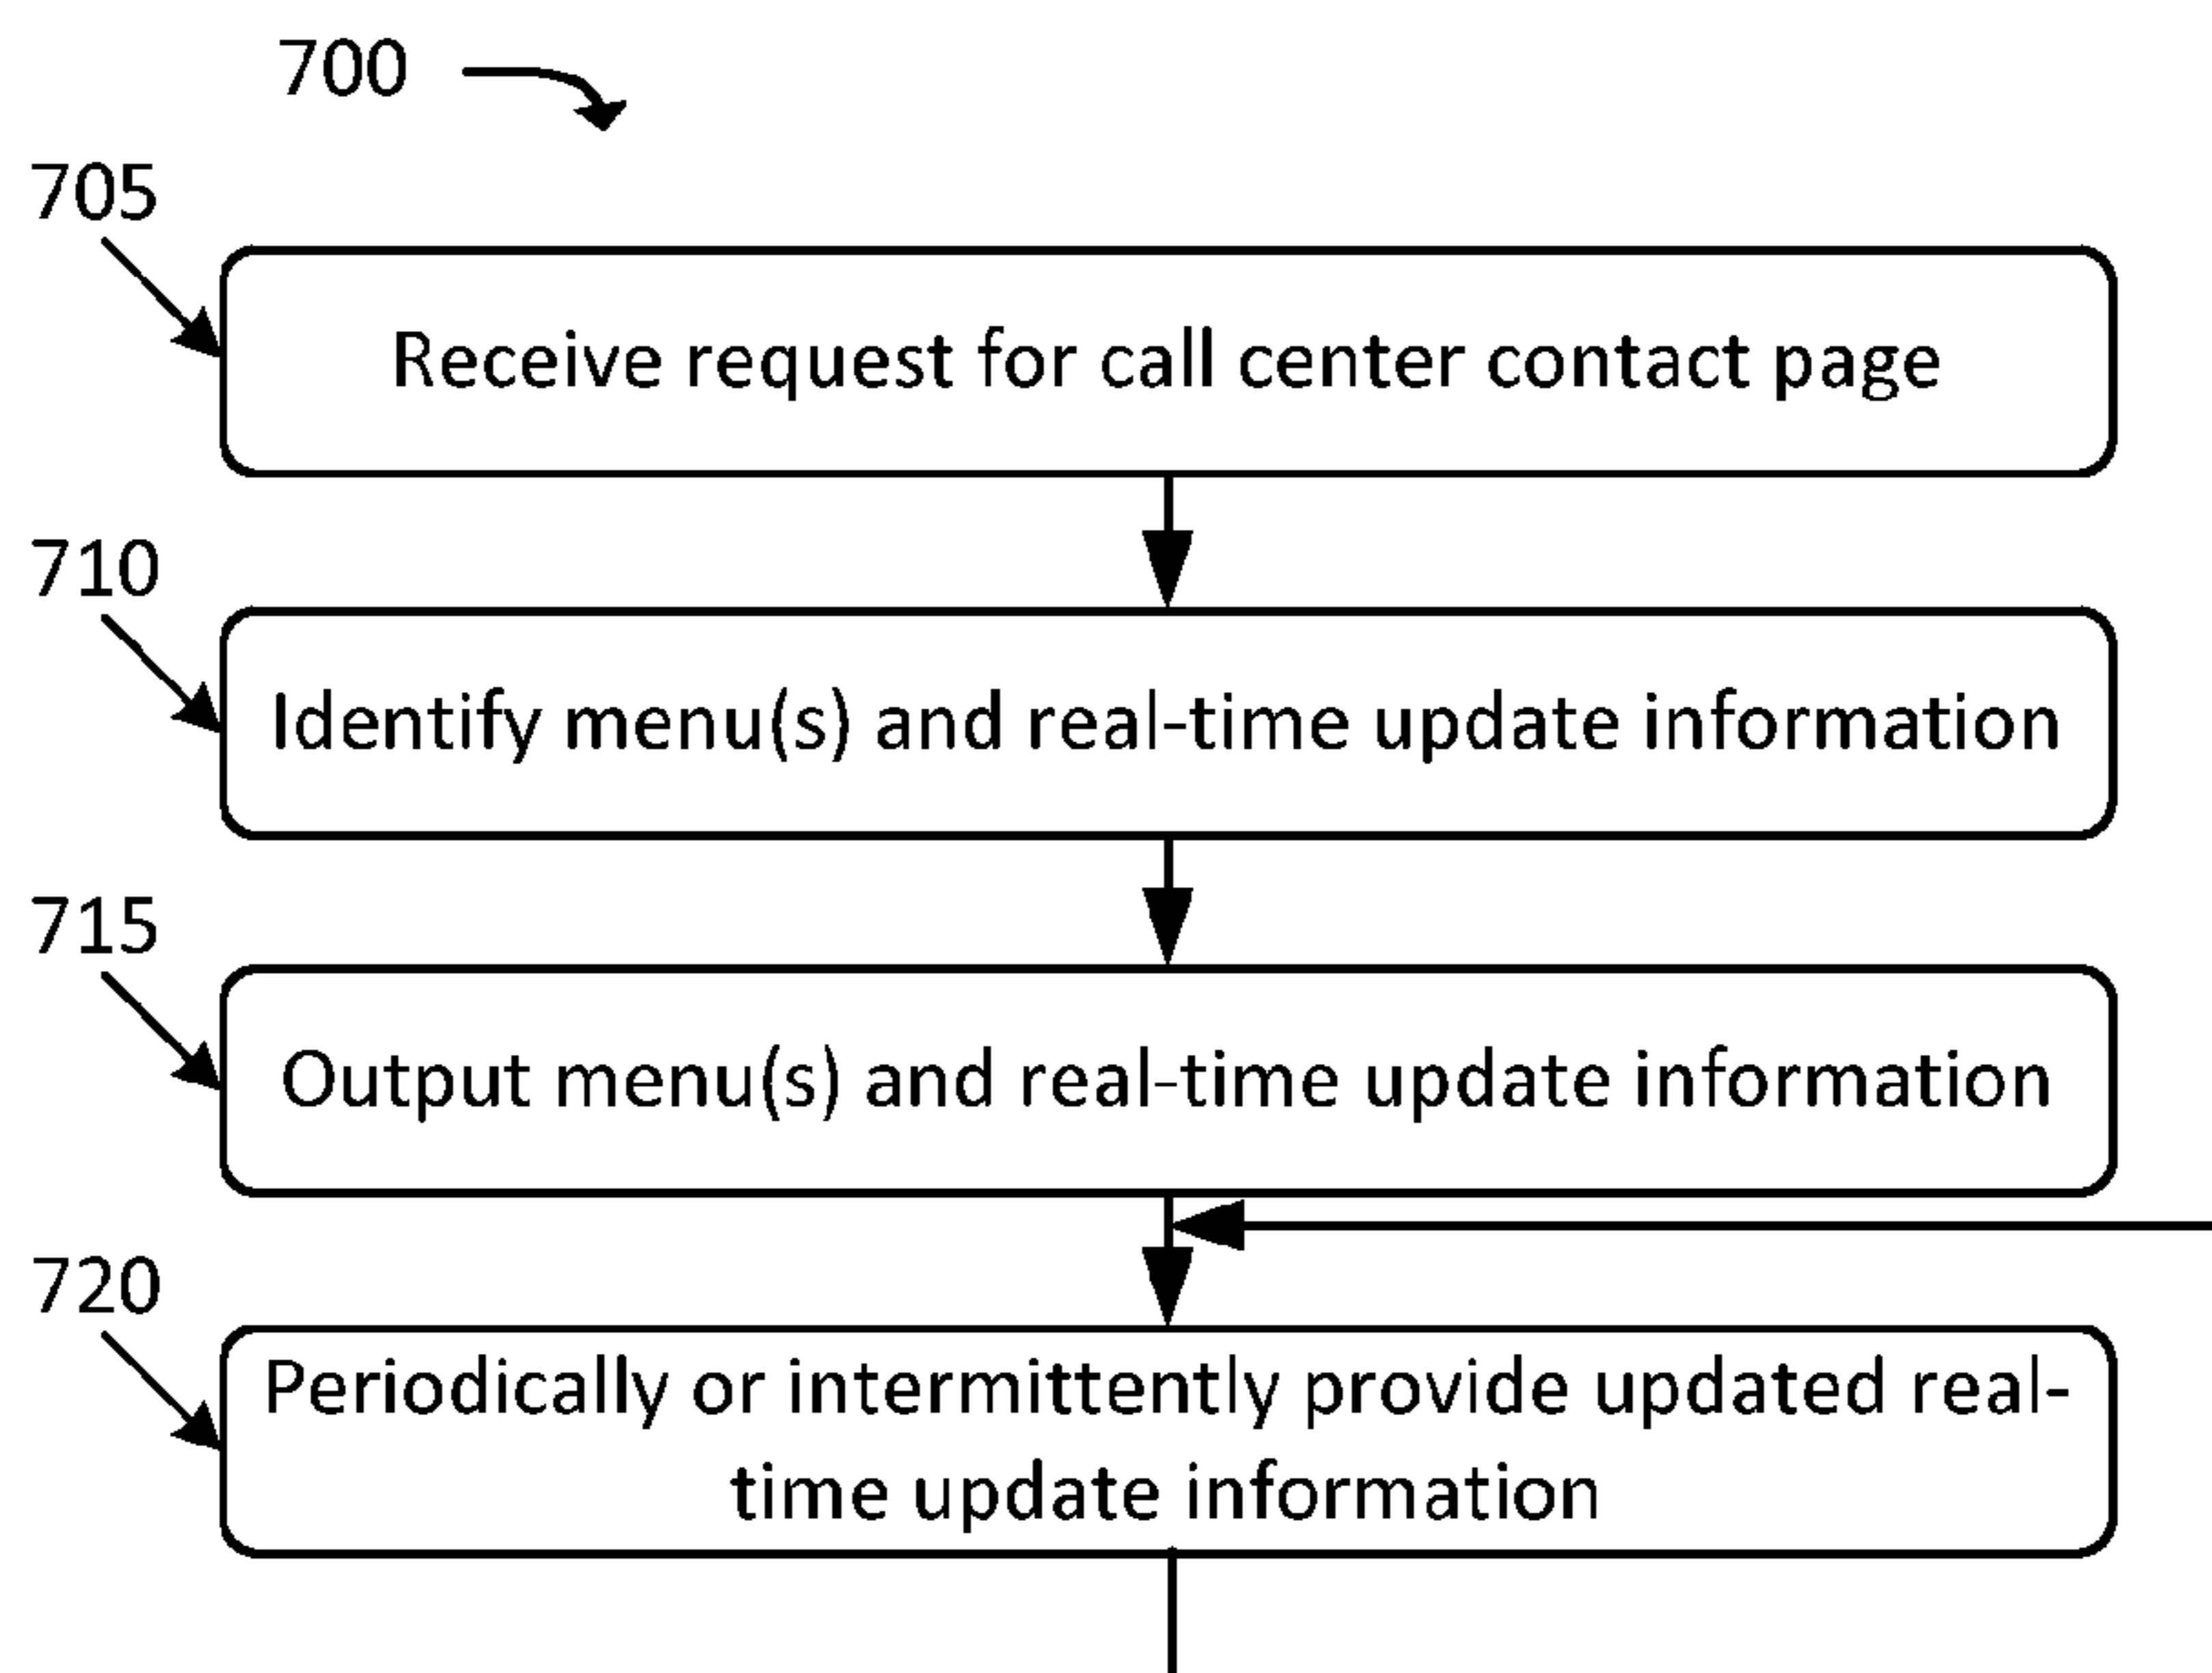 700
705
Receive request for call center contact page
710
Identify menu(s) and real-time update information
715
Output menu(s) and real-time update information
720
Periodically or intermittently provide updated real-
time update information